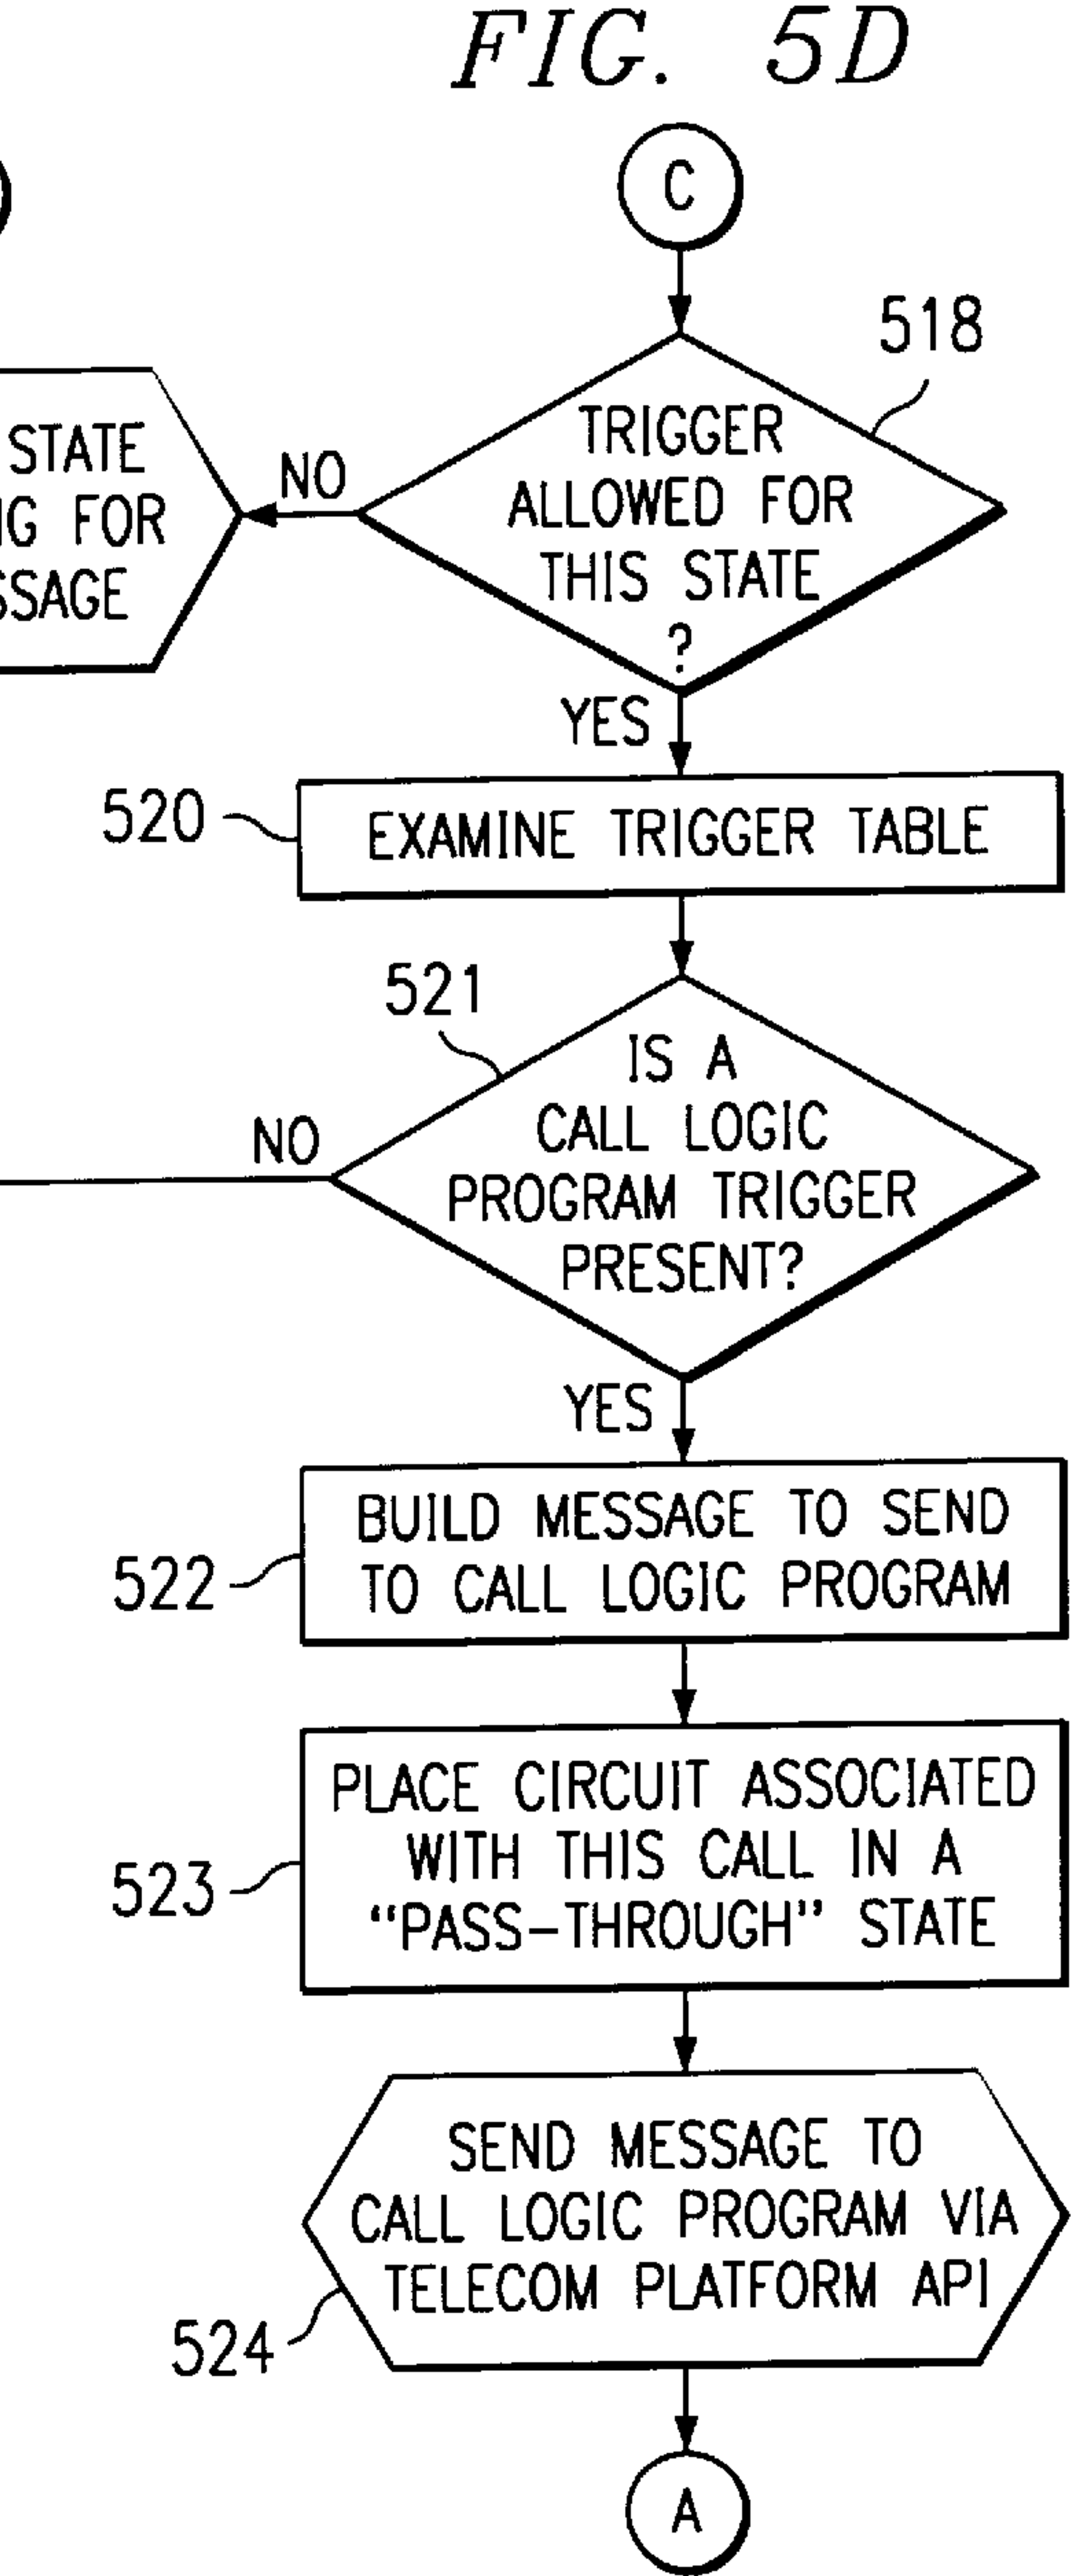 FIG. 5D
C
518
TRIGGER
ALLOWED FOR
THIS STATE
?
NO
STATE
FOR
YES
520
EXAMINE TRIGGER TABLE
521
IS A
CALL LOGIC
PROGRAM TRIGGER
PRESENT?
NO
YES
522
BUILD MESSAGE TO SEND
TO CALL LOGIC PROGRAM
523
PLACE CIRCUIT ASSOCIATED
WITH THIS CALL IN A
“PASS-THROUGH” STATE
SEND MESSAGE TO
CALL LOGIC PROGRAM VIA
TELECOM PLATFORM API
524
A